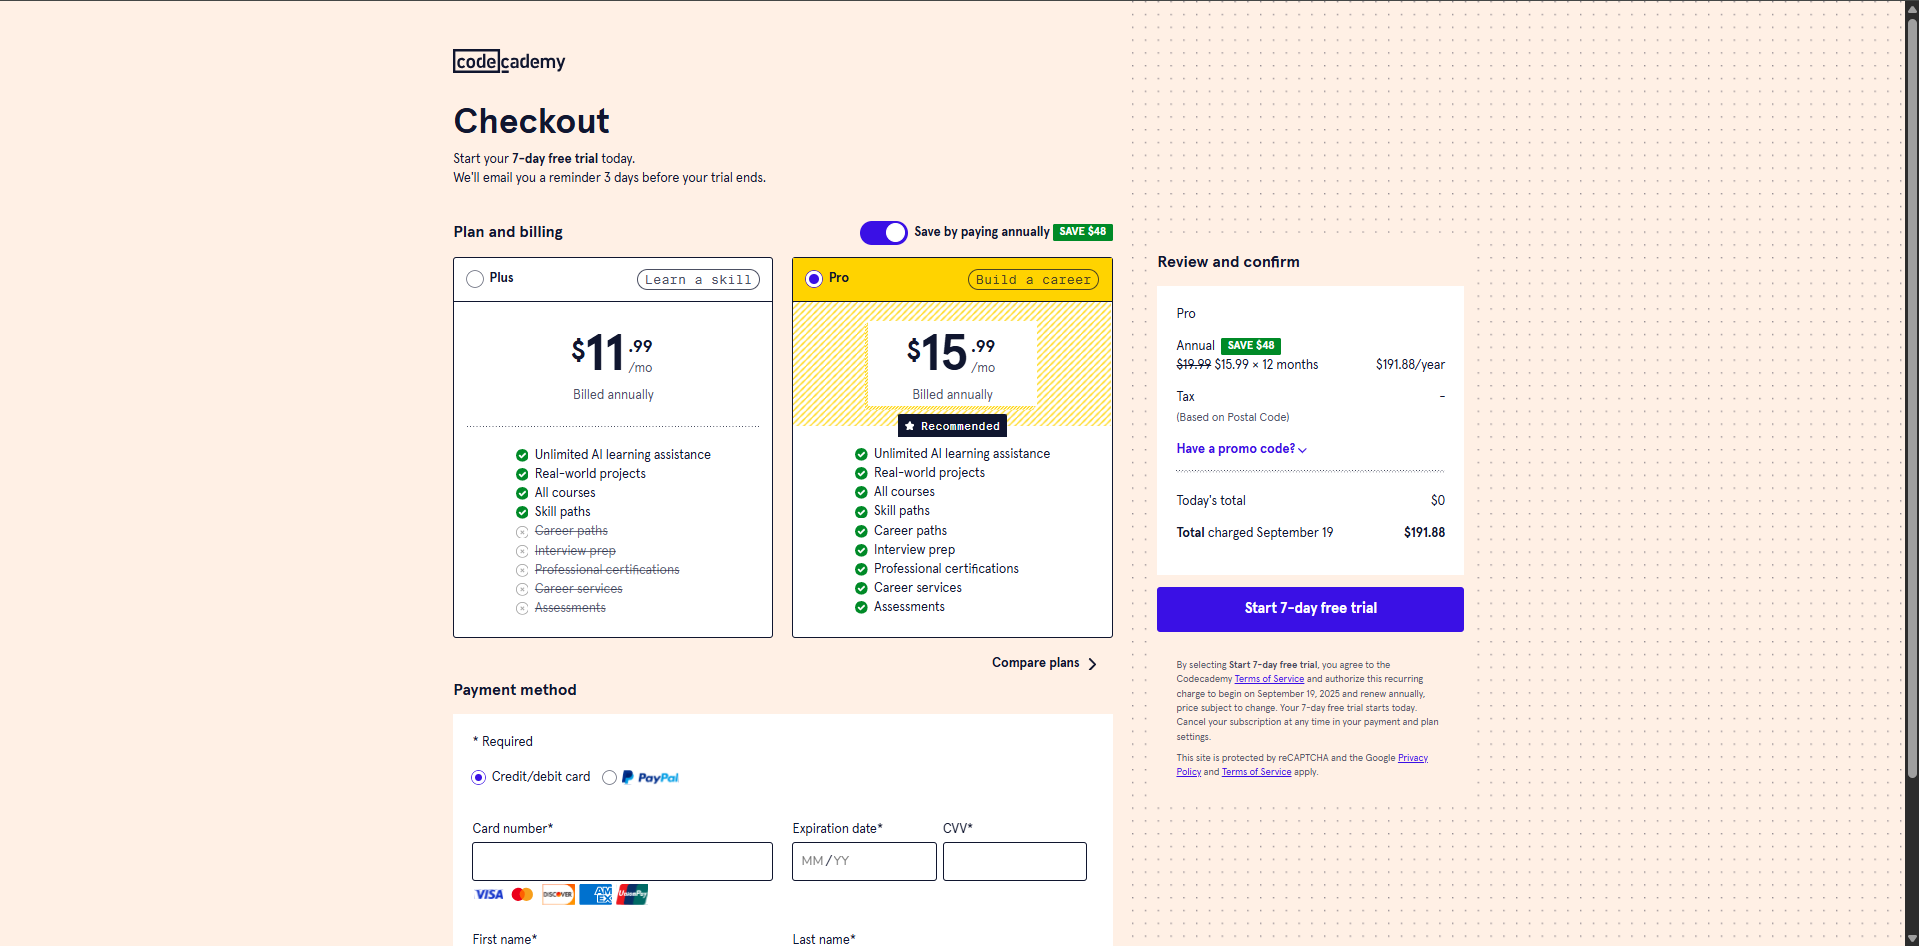 codecademy
Checkout
Start your 7-day free trial today.
We'll email you a reminder 3 days before your trial ends.
Plan and billing
Save by paying annually SAVE $48
Plus
Learn a skill
$11.99
/mo
Billed annually
Unlimited AI learning assistance
Real-world projects
All courses
Skill paths
Career paths
Interview prep
Professional certifications
Career services
Assessments
Pro
Build a career
$15.99
/mo
Billed annually
Recommended
Unlimited AI learning assistance
Real-world projects
All courses
Skill paths
Career paths
Interview prep
Professional certifications
Career services
Assessments
Compare plans
Payment method
* Required
Credit/debit card
PayPal
Card number*
Expiration date*
CVV*
MM/YY
VISA
DISCOVER
AMEX
UnionPay
First name*
Last name*
Review and confirm
Pro
Annual SAVE $48
$19.99 $15.99 × 12 months $191.88/year
Tax -
(Based on Postal Code)
Have a promo code?
Today's total $0
Total charged September 19 $191.88
Start 7-day free trial
By selecting Start 7-day free trial, you agree to the
Codecademy Terms of Service and authorize this recurring
charge to begin on September 19, 2025 and renew annually,
price subject to change. Your 7-day free trial starts today.
Cancel your subscription at any time in your payment and plan
settings.
This site is protected by reCAPTCHA and the Google Privacy
Policy and Terms of Service apply.